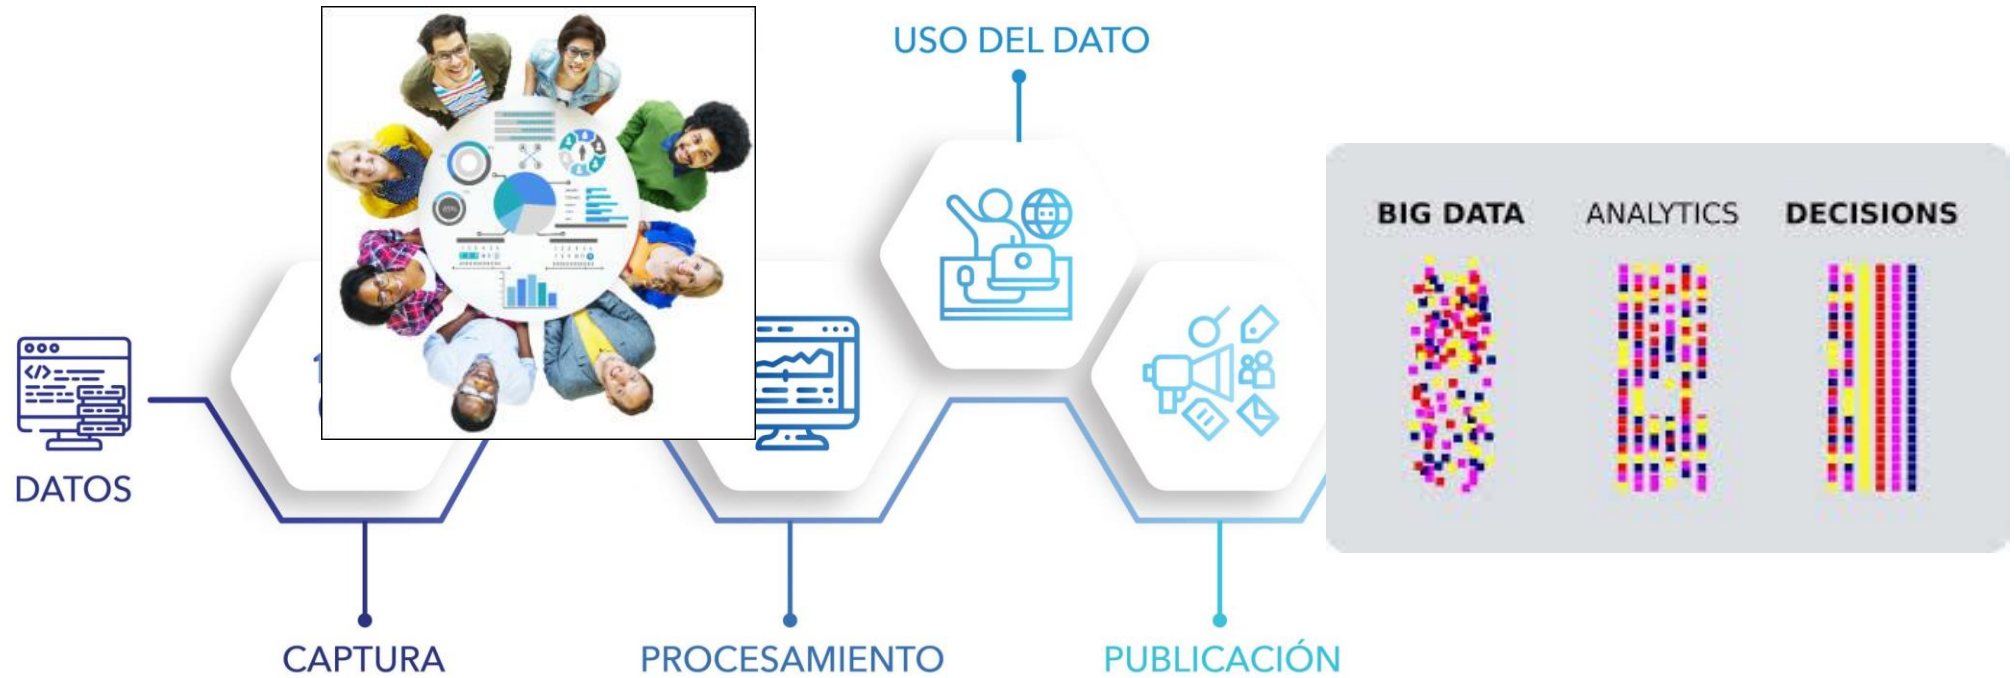 USO DEL DATO
BIG DATA
ANALYTICS
DECISIONS
DATOS
CAPTURA
PROCESAMIENTO
PUBLICACIÓN